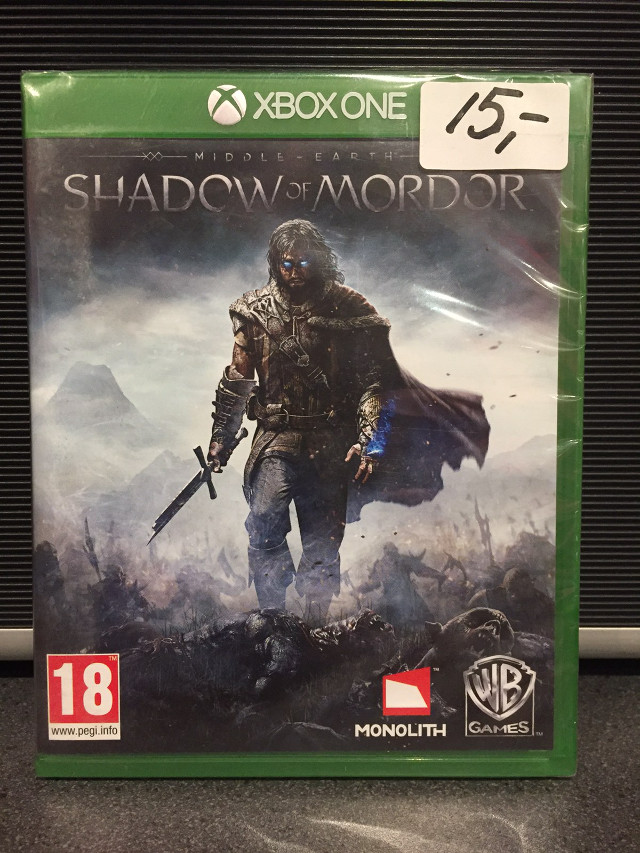 XBOX ONE
15,-
MIDDLE-EARTH
SHADOW OF MORDOR
18
www.pegi.info
MONOLITH
WB
GAMES